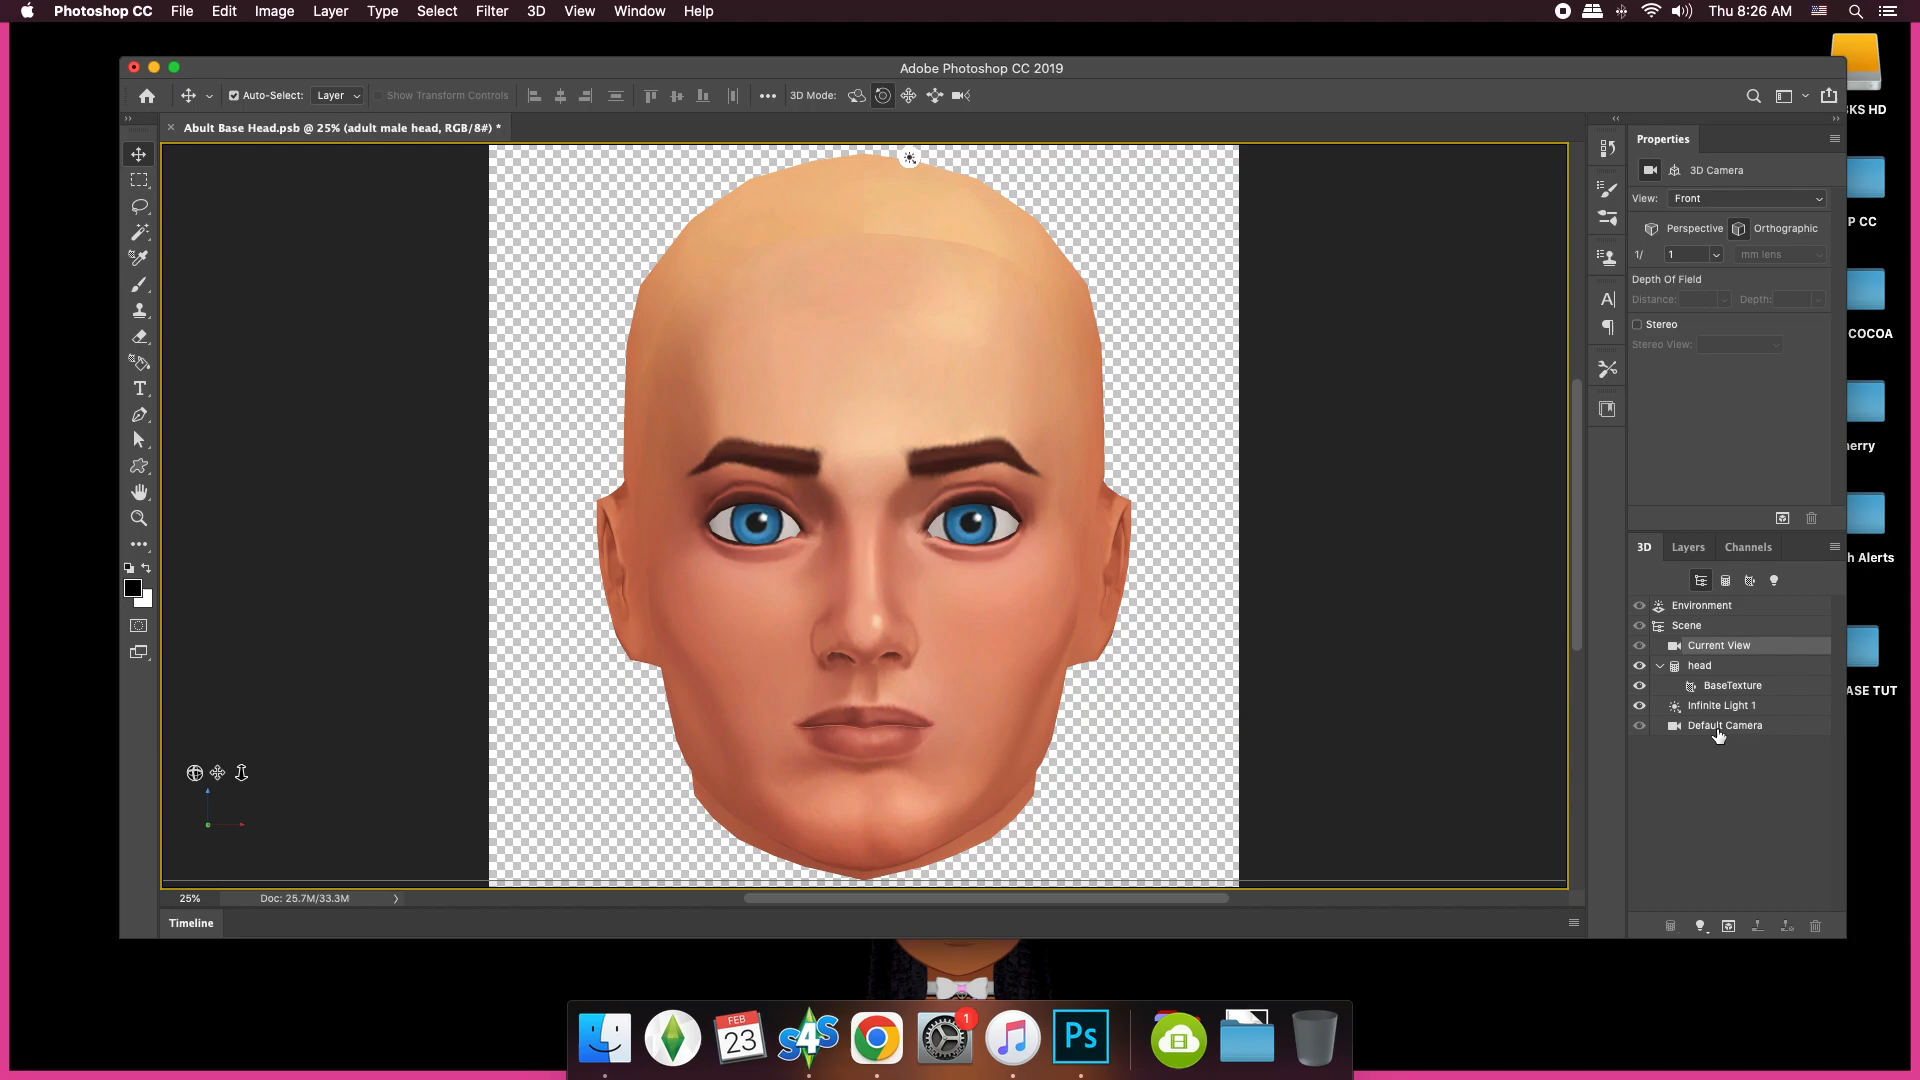 Photoshop CC File Edit Image Layer Type Select Filter 3D View Window Help Thu 8:26 AM
Adobe Photoshop CC 2019
Auto-Select: Layer Show Transform Controls 3D Mode:
KS HD
Abult Base Head.psb @ 25% (adult male head, RGB/8#) *
Properties
3D Camera
View: Front
P CC
Perspective Orthographic
1/ 1 mm lens
Depth Of Field
Distance: Depth:
Stereo
COCOA
Stereo View:
erry
3D Layers Channels
h Alerts
Environment
Scene
Current View
head
BaseTexture
ASE TUT
Infinite Light 1
Default Camera
25% Doc: 25.7M/33.3M
Timeline
FEB
23
S4S
1
Ps